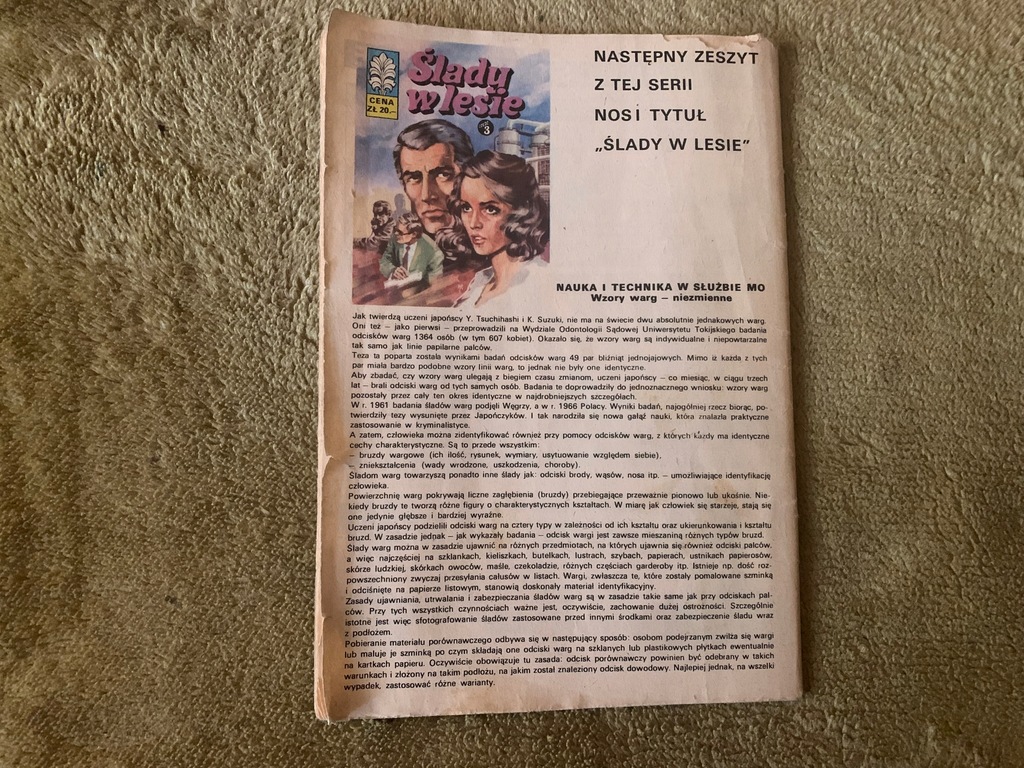 Ślady
w lesie
CENA
ZŁ 20.—
3
NASTĘPNY ZESZYT
Z TEJ SERII
NOSI TYTUŁ
„ŚLADY W LESIE”
NAUKA I TECHNIKA W SŁUŻBIE MO
Wzory warg – niezmienne
Jak twierdzą uczeni japońscy Y. Tsuchihashi i K. Suzuki, nie ma na świecie dwu absolutnie jednakowych warg.
Oni też – jako pierwsi – przeprowadzili na Wydziale Odontologii Sądowej Uniwersytetu Tokijskiego badania
odcisków warg 1364 osób (w tym 607 kobiet). Okazało się, że wzory warg są indywidualne i niepowtarzalne
tak samo jak linie papilarne palców.
Teza ta poparta została wynikami badań odcisków warg 49 par bliźniąt jednojajowych. Mimo iż każda z tych
par miała bardzo podobne wzory linii warg, to jednak nie były one identyczne.
Aby zbadać, czy wzory warg ulegają z biegiem czasu zmianom, uczeni japońscy – co miesiąc, w ciągu trzech
lat – brali odciski warg od tych samych osób. Badania te doprowadziły do jednoznacznego wniosku: wzory warg
pozostały przez cały ten okres identyczne w najdrobniejszych szczegółach.
W r. 1961 badania śladów warg podjęli Węgrzy, a w r. 1966 Polacy. Wyniki badań, najogólniej rzecz biorąc, po-
twierdziły tezy wysunięte przez Japończyków. I tak narodziła się nowa gałąź nauki, która znalazła praktyczne
zastosowanie w kryminalistyce.
A zatem, człowieka można zidentyfikować również przy pomocy odcisków warg, z których każdy ma identyczne
cechy charakterystyczne. Są to przede wszystkim:
– bruzdy wargowe (ich ilość, rysunek, wymiary, usytuowanie względem siebie),
– zniekształcenia (wady wrodzone, uszkodzenia, choroby).
Śladom warg towarzyszą ponadto inne ślady jak: odciski brody, wąsów, nosa itp. – umożliwiające identyfikację
człowieka.
Powierzchnię warg pokrywają liczne zagłębienia (bruzdy) przebiegające przeważnie pionowo lub ukośnie. Nie-
kiedy bruzdy te tworzą różne figury o charakterystycznych kształtach. W miarę jak człowiek się starzeje, stają się
one jedynie głębsze i bardziej wyraźne.
Uczeni japońscy podzielili odciski warg na cztery typy w zależności od ich kształtu oraz ukierunkowania i kształtu
bruzd. W zasadzie jednak – jak wykazały badania – odcisk wargi jest zawsze mieszaniną różnych typów bruzd.
Ślady warg można w zasadzie ujawnić na różnych przedmiotach, na których ujawnia się również odciski palców,
a więc najczęściej na szklankach, kieliszkach, butelkach, lustrach, szybach, papierach, ustnikach papierosów,
skórze ludzkiej, skórkach owoców, maśle, czekoladzie, różnych częściach garderoby itp. Istnieje np. dość roz-
powszechniony zwyczaj przesyłania całusów w listach. Wargi, zwłaszcza te, które zostały pomalowane szminką
i odciśnięte na papierze listowym, stanowią doskonały materiał identyfikacyjny.
Zasady ujawniania, utrwalania i zabezpieczania śladów warg są w zasadzie takie same jak przy odciskach pal-
ców. Przy tych wszystkich czynnościach ważne jest, oczywiście, zachowanie dużej ostrożności. Szczególnie
istotne jest więc sfotografowanie śladów zastosowane przed innymi środkami oraz zabezpieczenie śladu wraz
z podłożem.
Pobieranie materiału porównawczego odbywa się w następujący sposób: osobom podejrzanym zwilża się wargi
lub maluje je szminką po czym składają one odciski warg na szklanych lub plastikowych płytkach ewentualnie
na kartkach papieru. Oczywiście obowiązuje tu zasada: odcisk porównawczy powinien być odebrany w takich
warunkach i złożony na takim podłożu, na jakim został znaleziony odcisk dowodowy. Najlepiej jednak, na wszelki
wypadek, zastosować różne warianty.